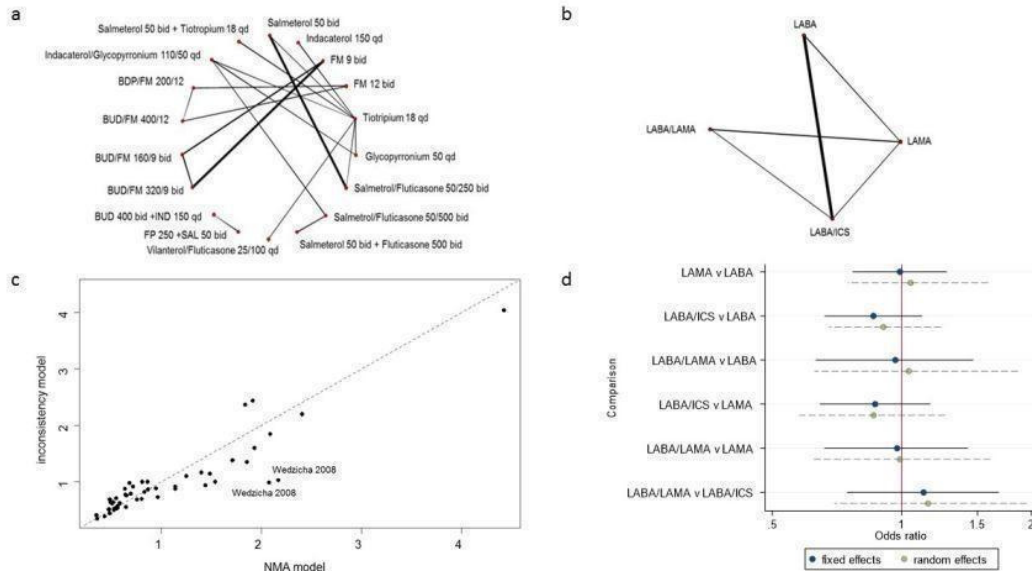 a
Salmeterol 50 bid
Salmeterol 50 bid + Tiotropium 18 qd
Indacaterol 150 qd
Indacaterol/Glycopyrronium 110/50 qd
FM 9 bid
BDP/FM 200/12
FM 12 bid
BUD/FM 400/12
Tiotripium 18 qd
BUD/FM 160/9 bid
Glycopyrronium 50 qd
BUD/FM 320/9 bid
Salmetrol/Fluticasone 50/250 bid
BUD 400 bid +IND 150 qd
Salmetrol/Fluticasone 50/500 bid
FP 250 +SAL 50 bid
Vilanterol/Fluticasone 25/100 qd
Salmeterol 50 bid + Fluticasone 500 bid
b
LABA
LABA/LAMA
LAMA
LABA/ICS
c
inconsistency model
4
3
2
1
Wedzicha 2008
Wedzicha 2008
1 2 3 4
NMA model
d
Comparison
LAMA v LABA
LABA/ICS v LABA
LABA/LAMA v LABA
LABA/ICS v LAMA
LABA/LAMA v LAMA
LABA/LAMA v LABA/ICS
.5 1 1.5 2
Odds ratio
fixed effects random effects